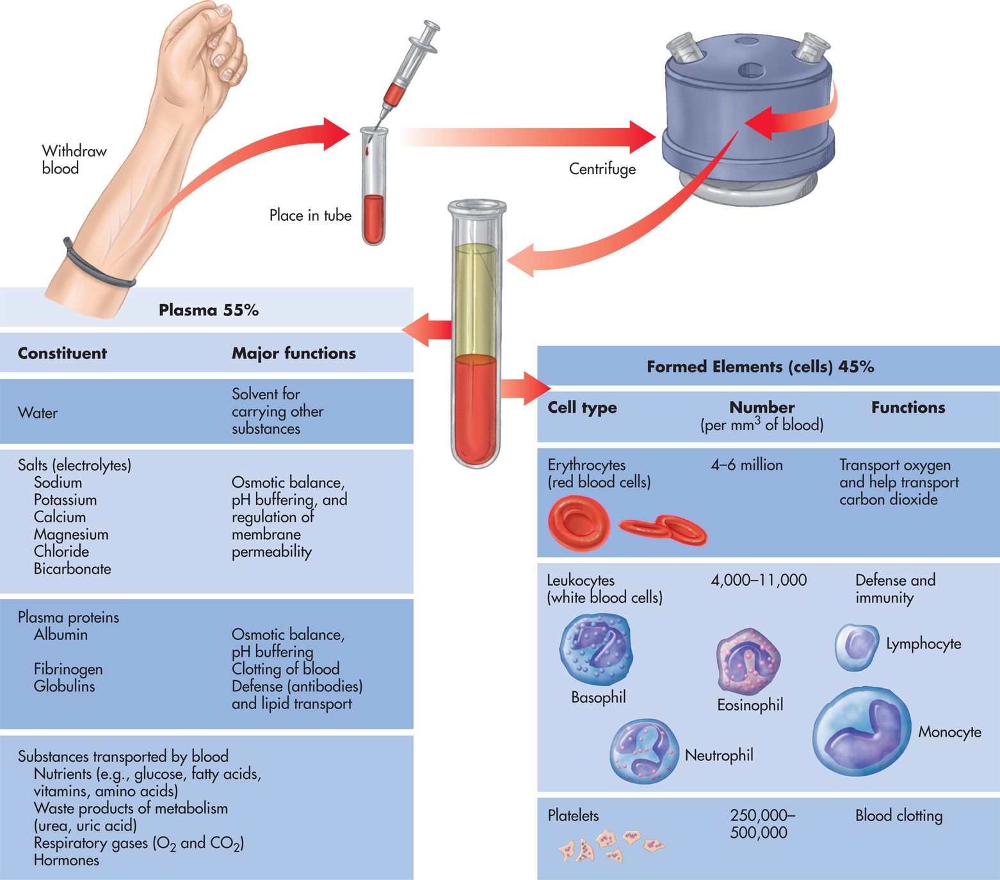 Withdraw
blood
Place in tube
Centrifuge
Plasma 55%
Constituent Major functions
Water
Solvent for
carrying other
substances
Salts (electrolytes)
Sodium
Potassium
Calcium
Magnesium
Chloride
Bicarbonate
Osmotic balance,
pH buffering, and
regulation of
membrane
permeability
Plasma proteins
Albumin
Osmotic balance,
pH buffering
Fibrinogen
Clotting of blood
Globulins
Defense (antibodies)
and lipid transport
Substances transported by blood
Nutrients (e.g., glucose, fatty acids,
vitamins, amino acids)
Waste products of metabolism
(urea, uric acid)
Respiratory gases (O₂ and CO₂)
Hormones
Formed Elements (cells) 45%
Cell type
Number
(per mm³ of blood)
Functions
Erythrocytes
(red blood cells)
4–6 million
Transport oxygen
and help transport
carbon dioxide
Leukocytes
(white blood cells)
4,000–11,000
Defense and
immunity
Basophil
Eosinophil
Lymphocyte
Neutrophil
Monocyte
Platelets
250,000–
500,000
Blood clotting